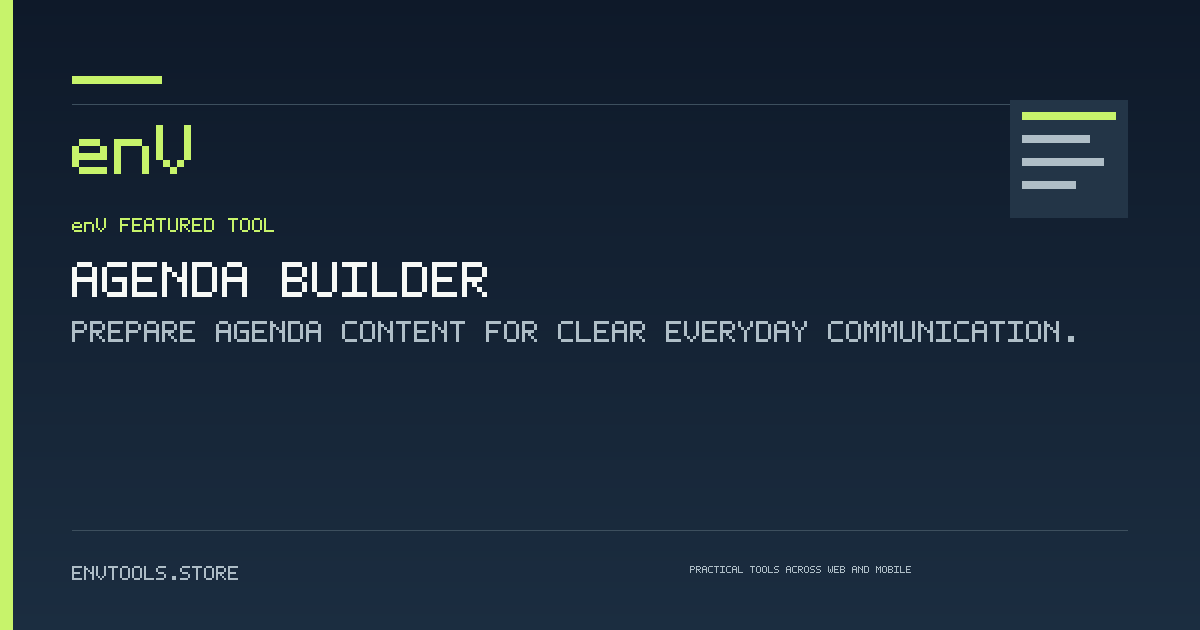 enV
enV FEATURED TOOL
AGENDA BUILDER
PREPARE AGENDA CONTENT FOR CLEAR EVERYDAY COMMUNICATION.
ENVTOOLS.STORE
PRACTICAL TOOLS ACROSS WEB AND MOBILE